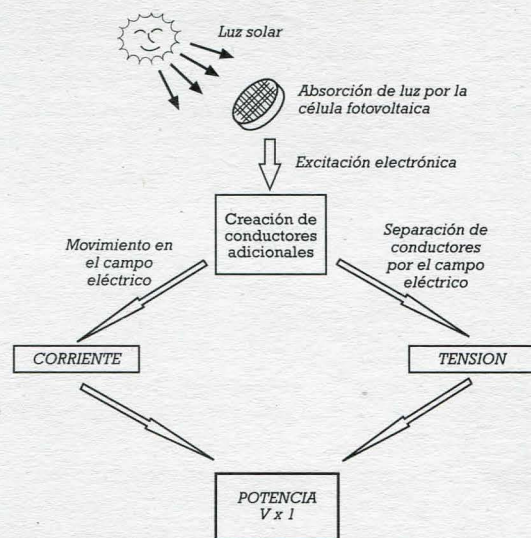 Luz solar
Absorción de luz por la
célula fotovoltaica
Excitación electrónica
Creación de
conductores
adicionales
Movimiento en
el campo
eléctrico
Separación de
conductores
por el campo
eléctrico
CORRIENTE
TENSION
POTENCIA
V x 1